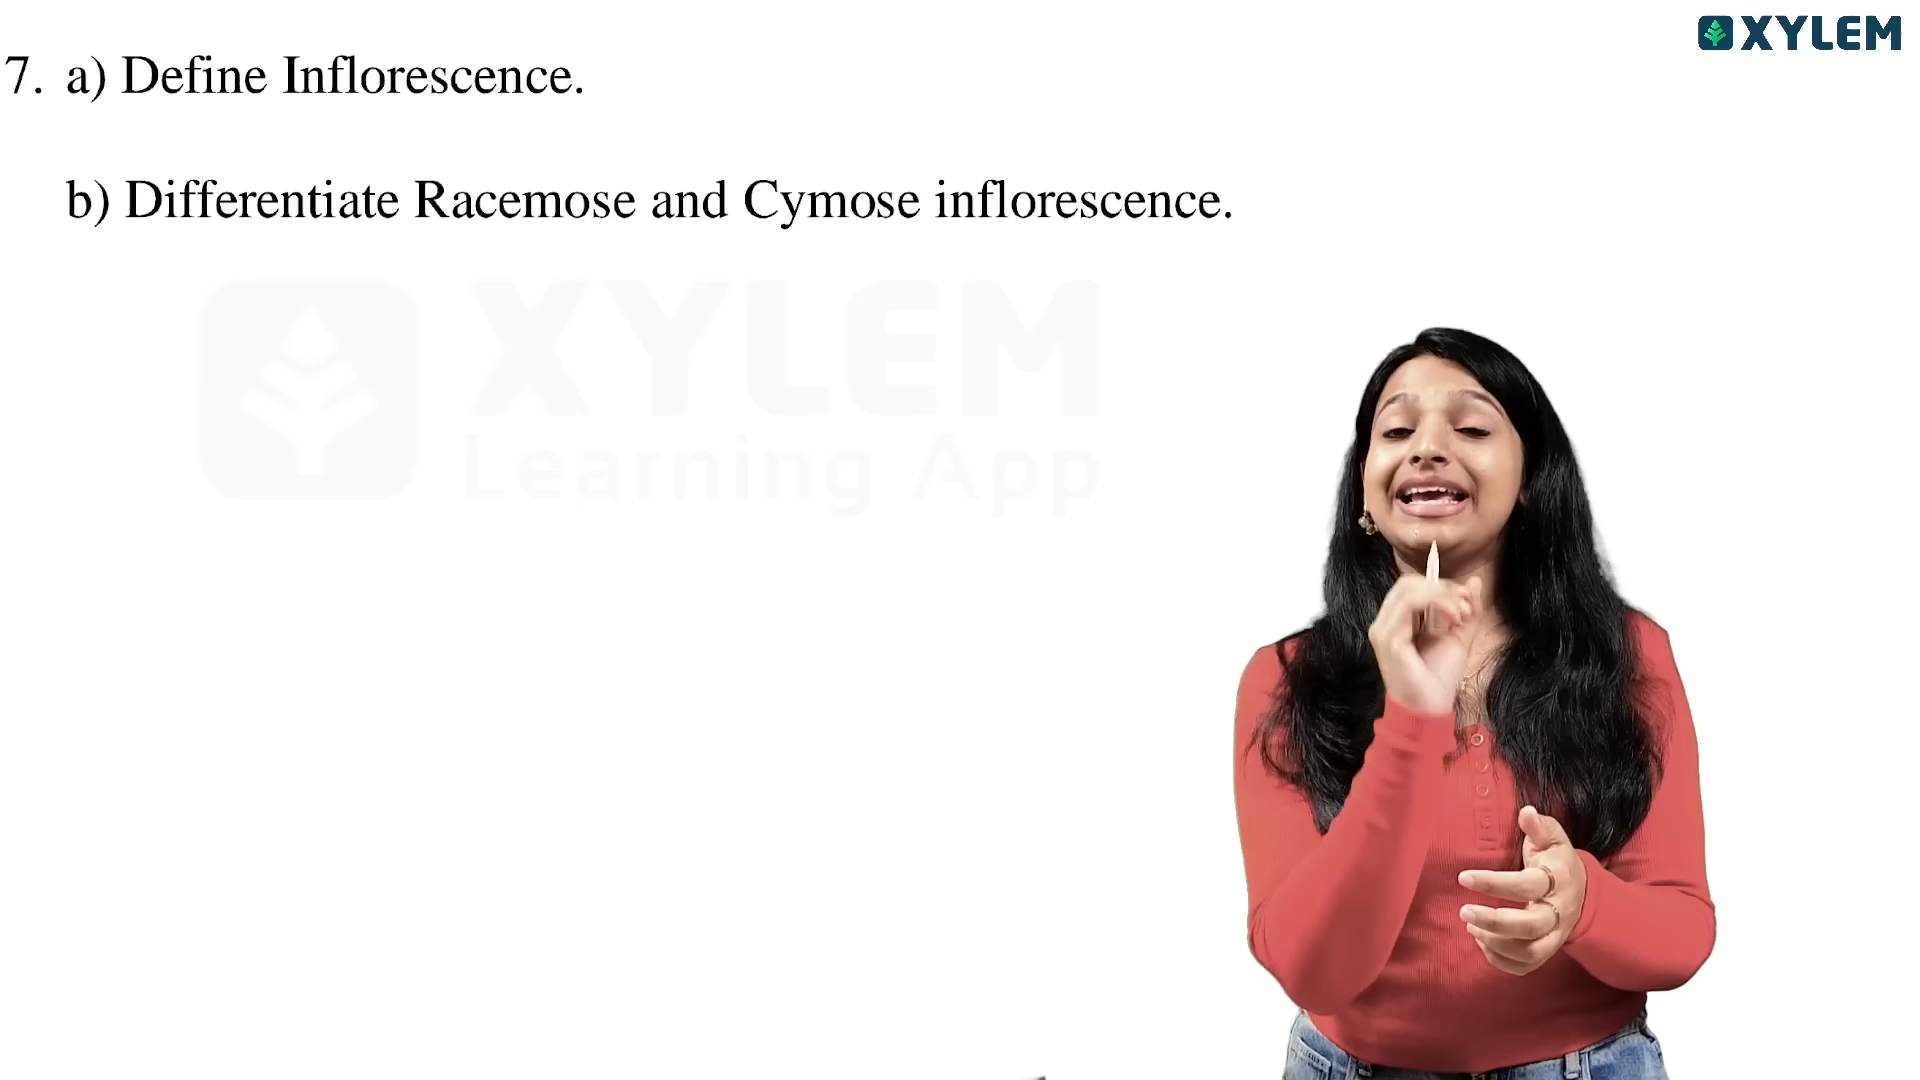 XYLEM
7. a) Define Inflorescence.
b) Differentiate Racemose and Cymose inflorescence.
XYLEM
Learning App